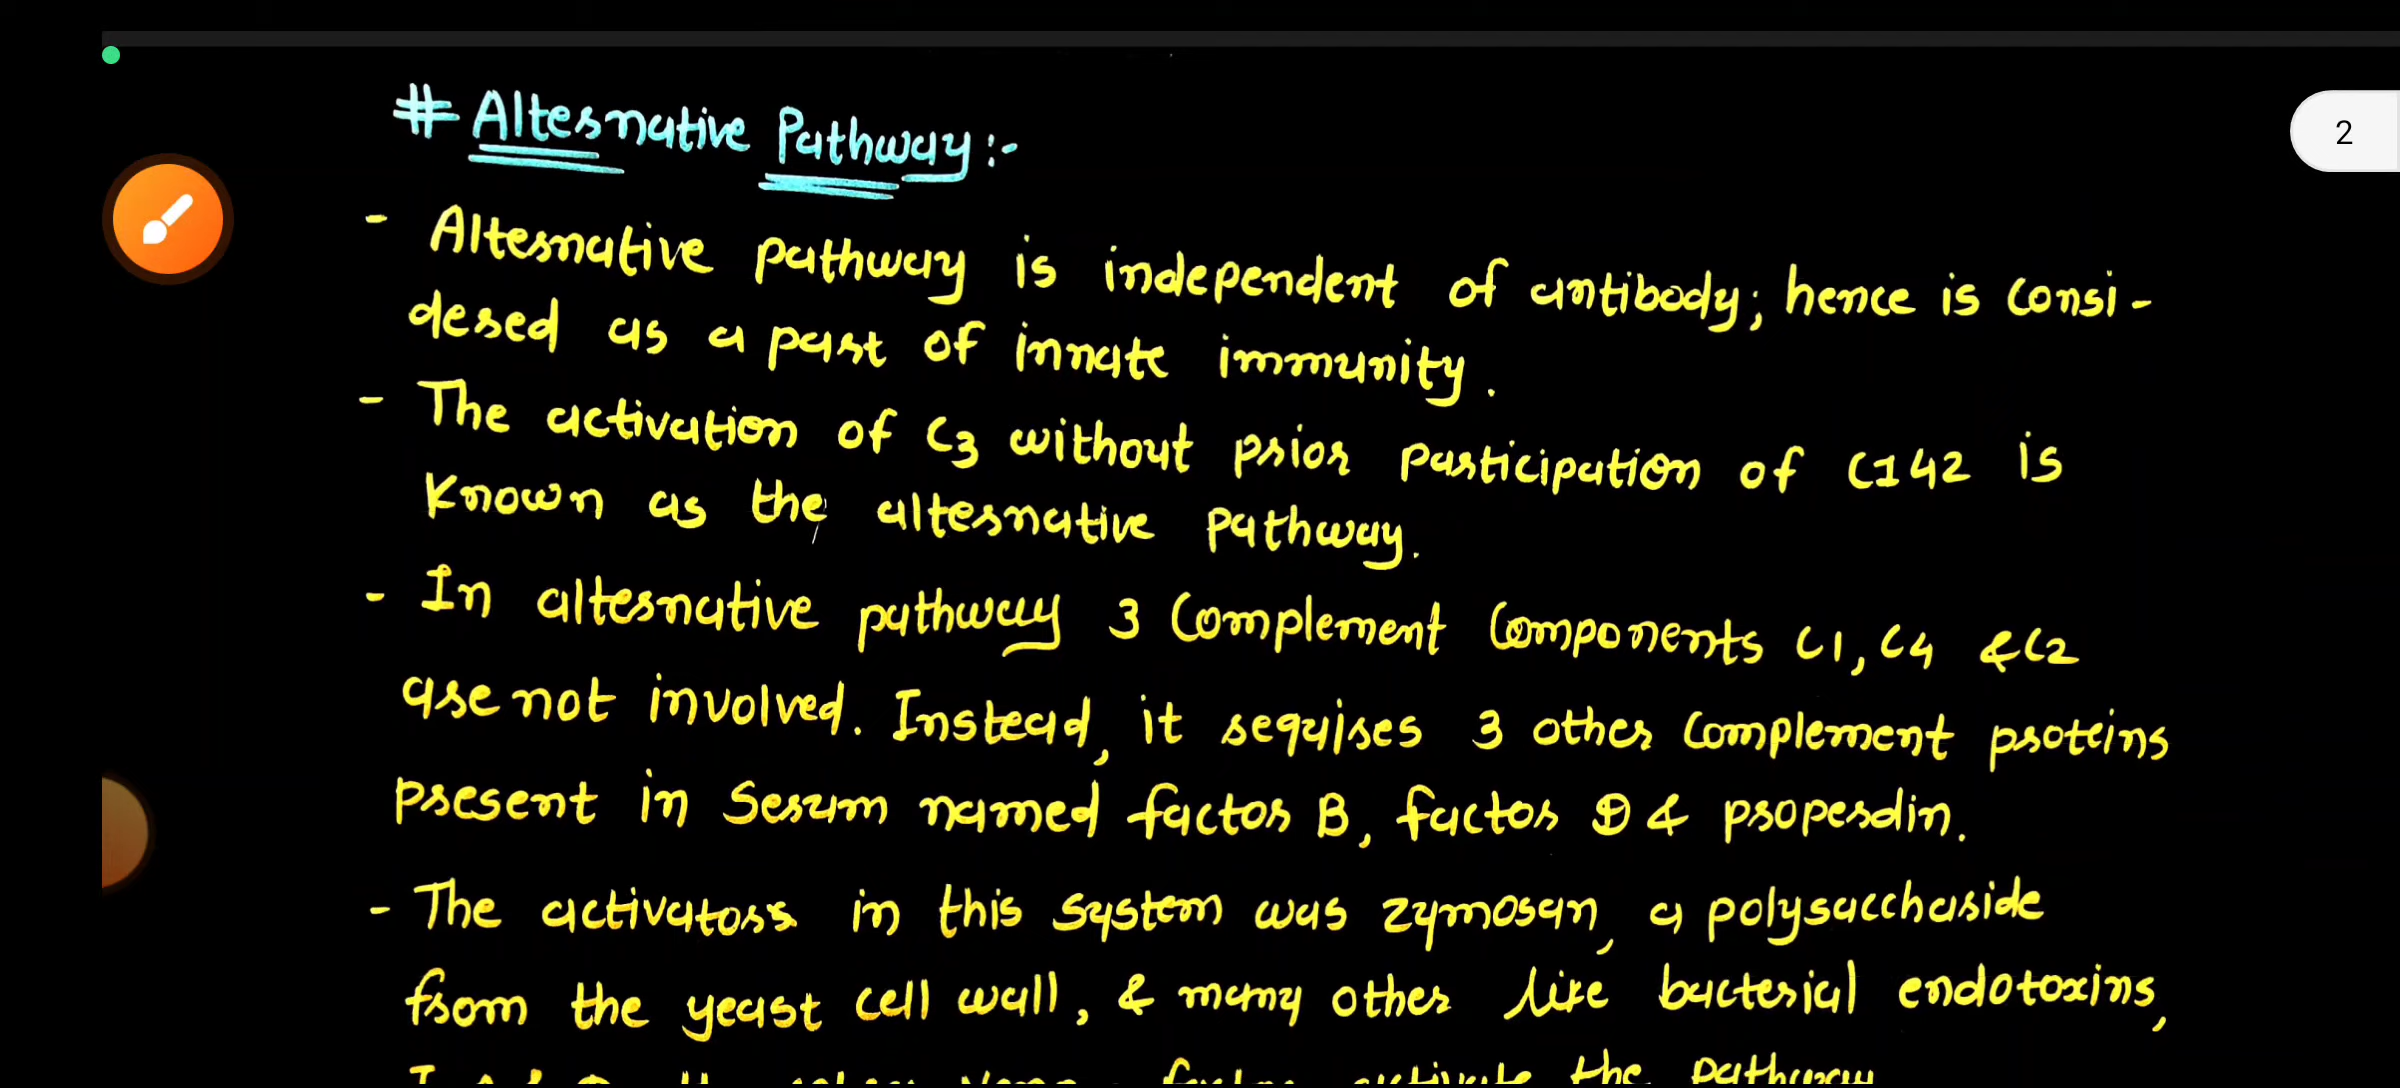 2
# Alternative Pathway :-
- Alternative pathway is independent of antibody; hence is consi-
dered as a part of innate immunity.
- The activation of C3 without prior participation of C142 is
known as the alternative pathway.
- In alternative pathway 3 complement components C1, C4 & C2
are not involved. Instead, it requires 3 other complement proteins
present in serum named factor B, factor D & properdin.
- The activators in this system was zymosan, a polysaccharide
from the yeast cell wall, & many other like bacterial endotoxins,
activate the pathway